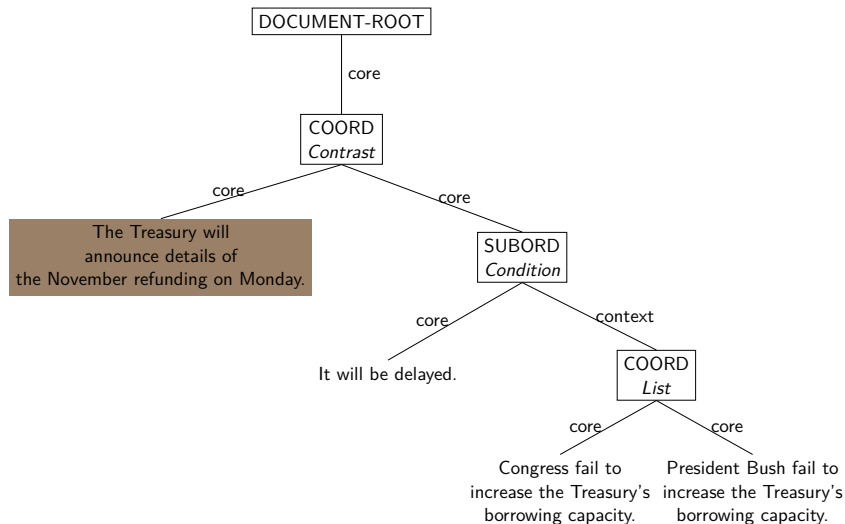 DOCUMENT-ROOT
core
COORD
Contrast
core
core
The Treasury will
announce details of
the November refunding on Monday.
SUBORD
Condition
core
context
It will be delayed.
COORD
List
core
core
Congress fail to
increase the Treasury's
borrowing capacity.
President Bush fail to
increase the Treasury's
borrowing capacity.